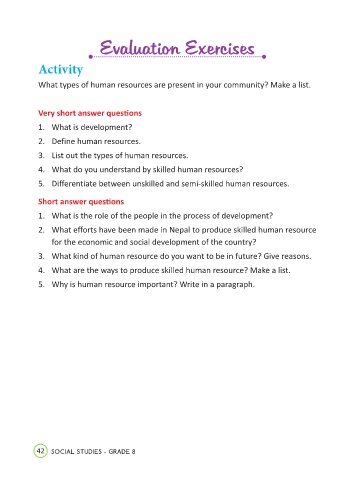 Evaluation Exercises
Activity
What types of human resources are present in your community? Make a list.
Very short answer questions
1. What is development?
2. Define human resources.
3. List out the types of human resources.
4. What do you understand by skilled human resources?
5. Differentiate between unskilled and semi-skilled human resources.
Short answer questions
1. What is the role of the people in the process of development?
2. What efforts have been made in Nepal to produce skilled human resource
for the economic and social development of the country?
3. What kind of human resource do you want to be in future? Give reasons.
4. What are the ways to produce skilled human resource? Make a list.
5. Why is human resource important? Write in a paragraph.
42 SOCIAL STUDIES - GRADE 8